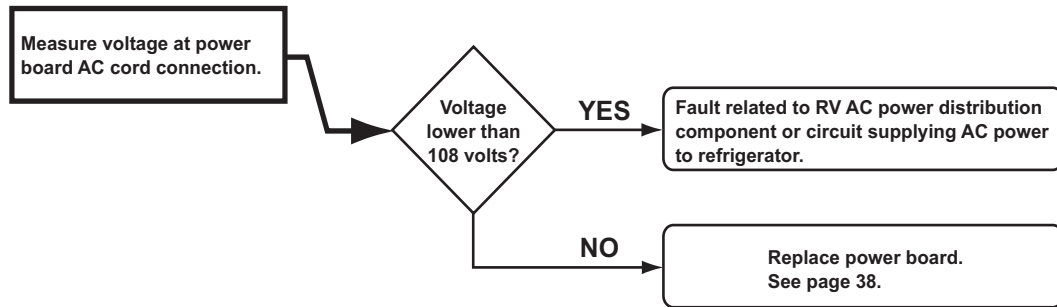 Measure voltage at power
board AC cord connection.
Voltage
lower than
108 volts?
YES
Fault related to RV AC power distribution
component or circuit supplying AC power
to refrigerator.
NO
Replace power board.
See page 38.